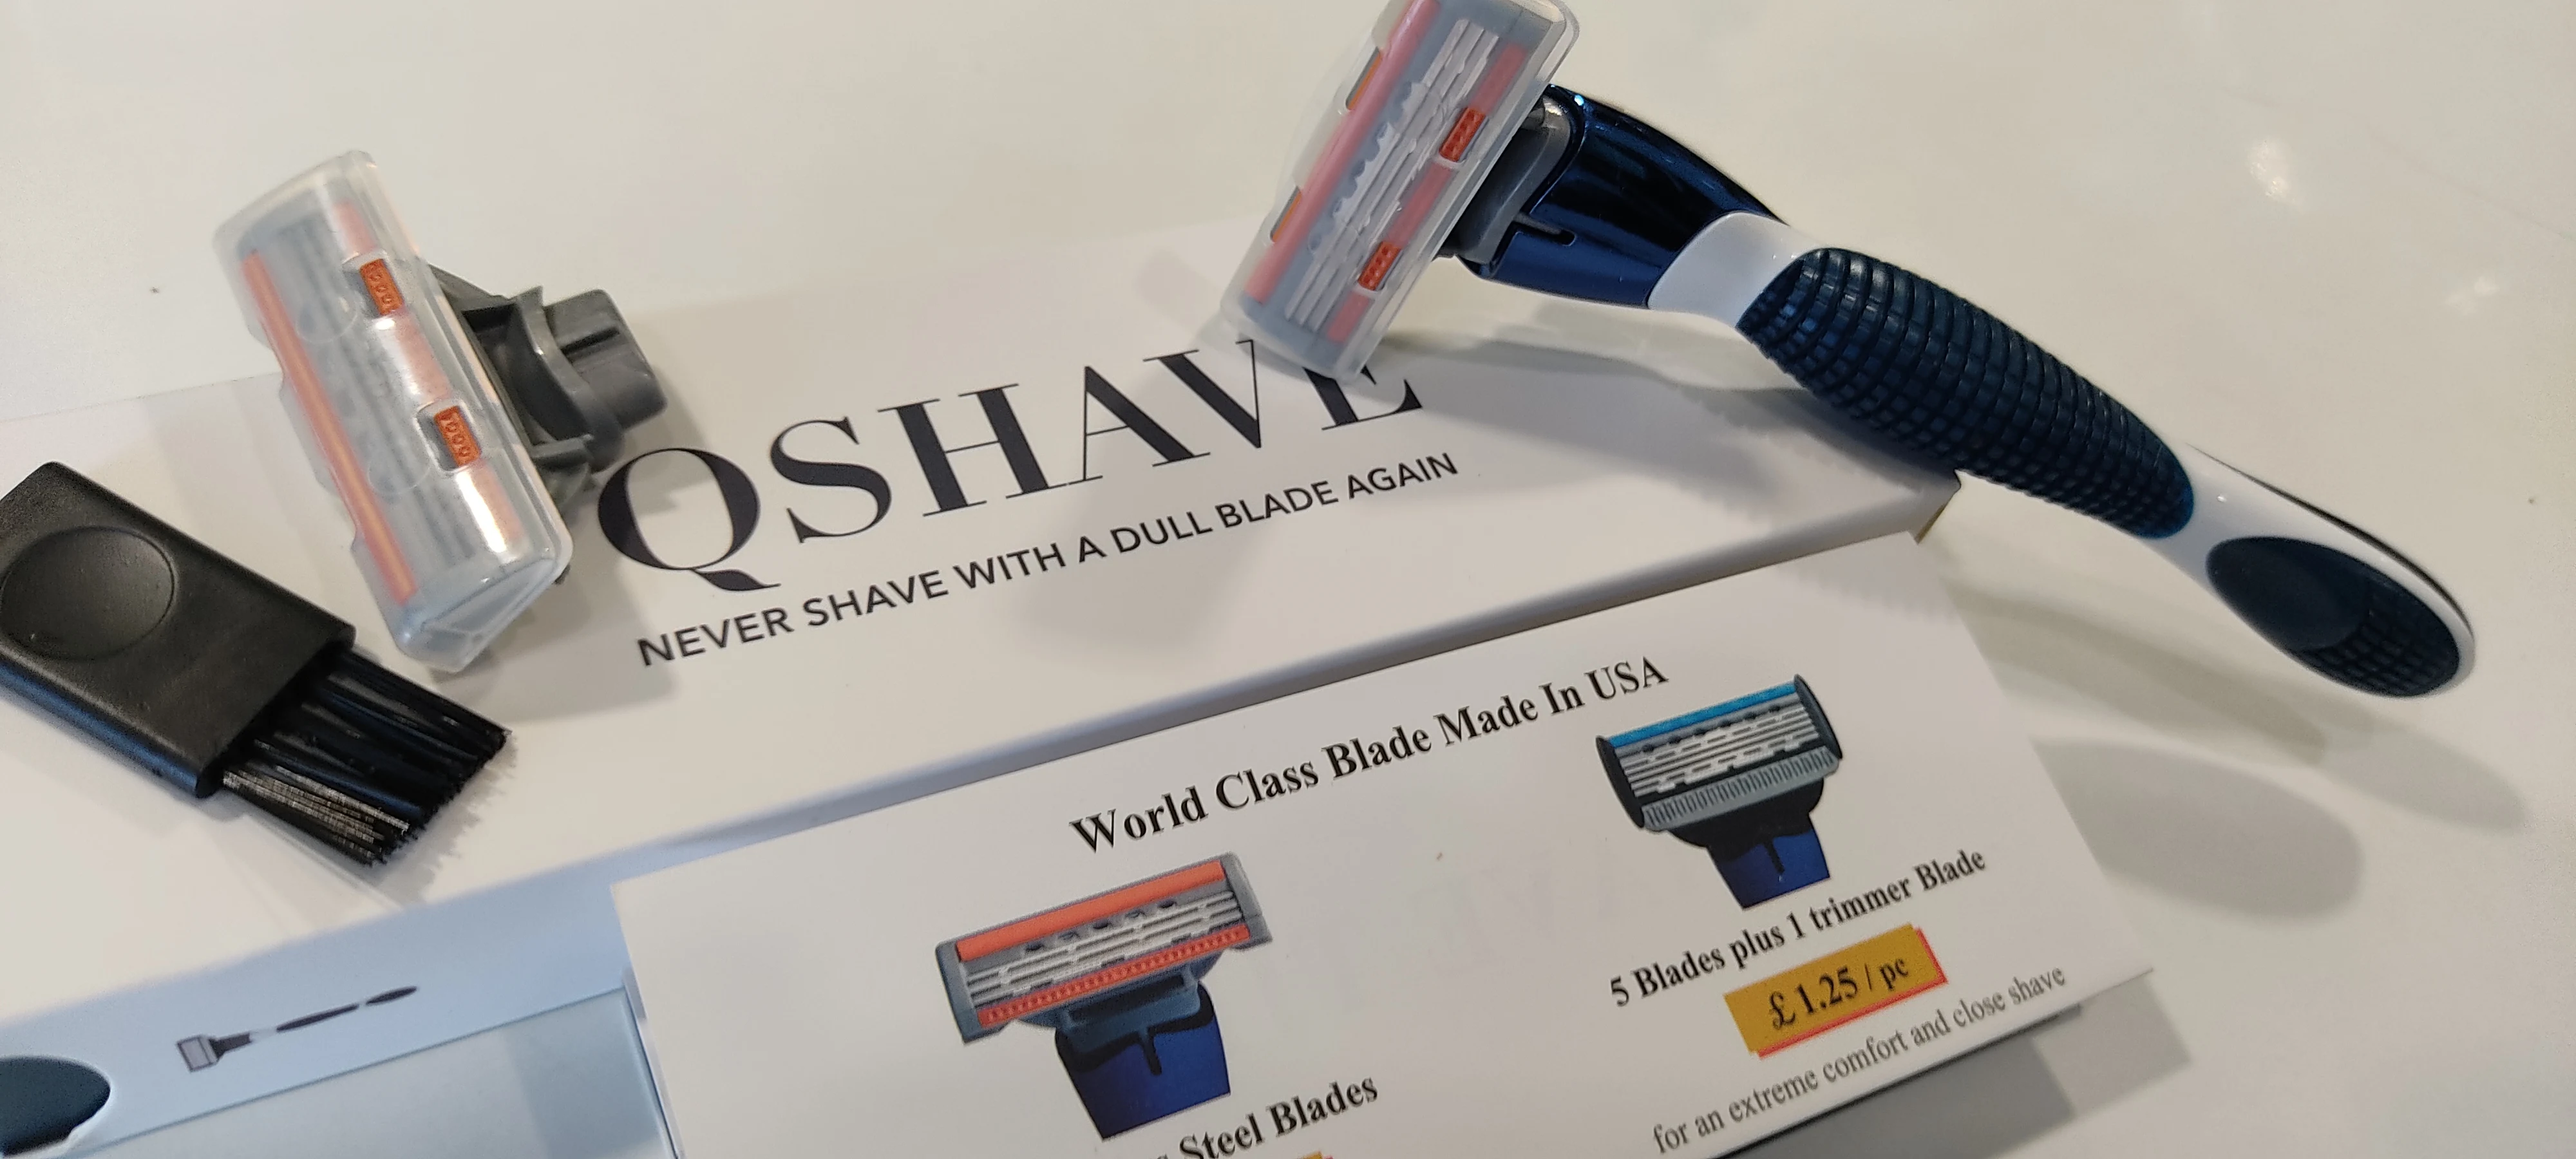 QSHAVE
NEVER SHAVE WITH A DULL BLADE AGAIN
World Class Blade Made In USA
5 Blades plus 1 trimmer Blade
£1.25 / pc
for an extreme comfort and close shave
Steel Blades